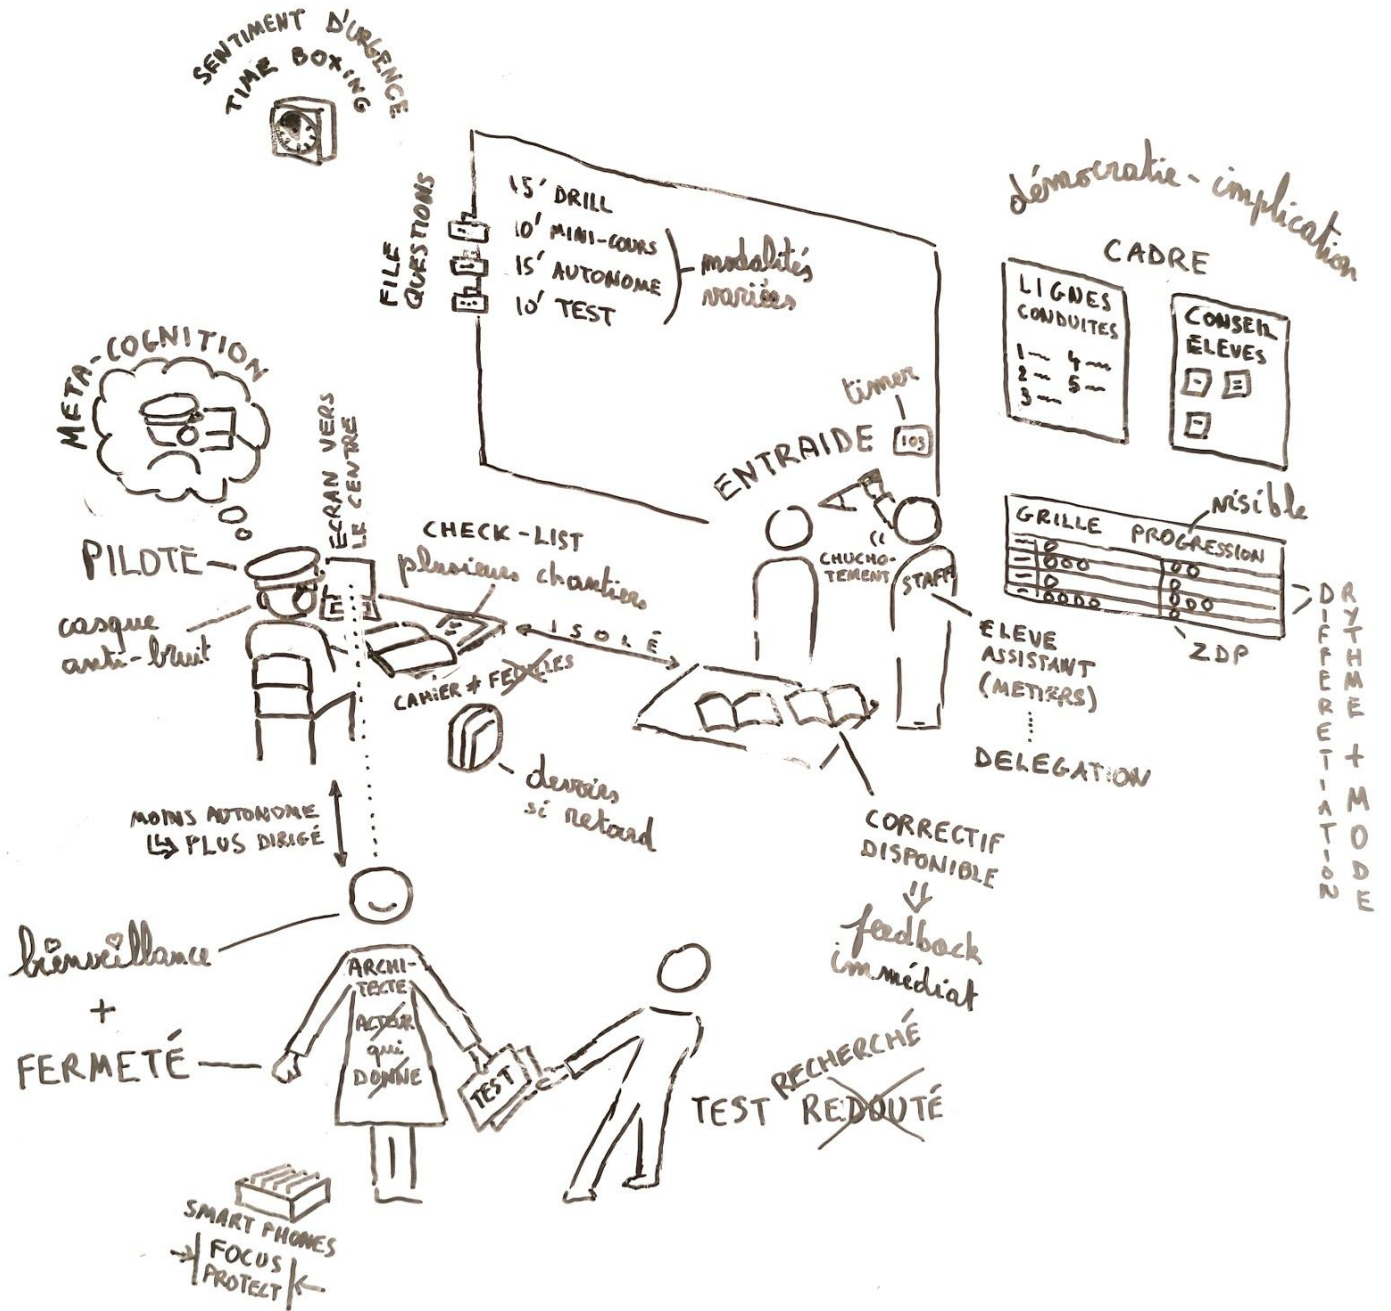 SENTIMENT D'URGENCE
TIME BOXING
FILE
QUESTIONS
15' DRILL
10' MINI-COURS
15' AUTONOME
10' TEST
modalités
variées
démocratie - implication
CADRE
LIGNES
CONDUITES
1 4
2 5
3
CONSEIL
ELEVES
META-COGNITION
ECRAN VERS
LE CENTRE
timer
103
ENTRAIDE
CHUCHO-
TEMENT
STAFF
GRILLE PROGRESSION
visible
ZDP
DIFFERETIATION
RYTHME + MODE
PILOTE
casque
anti-bruit
CHECK-LIST
plusieurs chantiers
ISOLÉ
CAHIER ≠ FEUILLES
devoirs
si retard
ELEVE
ASSISTANT
(METIERS)
DELEGATION
MOINS AUTONOME
↳ PLUS DIRIGÉ
CORRECTIF
DISPONIBLE
⇓
feedback
immédiat
bienveillance
+
FERMETÉ
ARCHI-
TECTE
ACTEUR
qui
DONNE
TEST
RECHERCHÉ
TEST REDOUTÉ
SMART PHONES
FOCUS
PROTECT